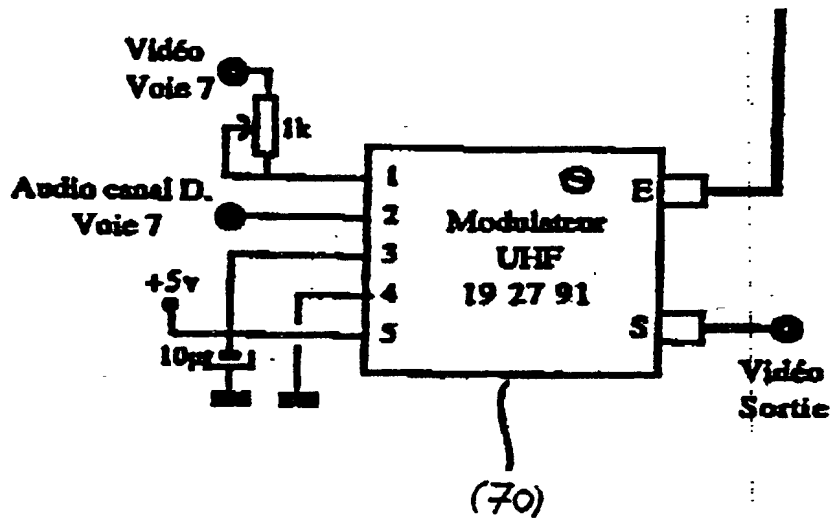 Vidéo
Voie 7
1k
Audio canal D.
Voie 7
+5v
10µf
1
2
3
4
5
Modulateur
UHF
19 27 91
E
S
Vidéo
Sortie
(70)